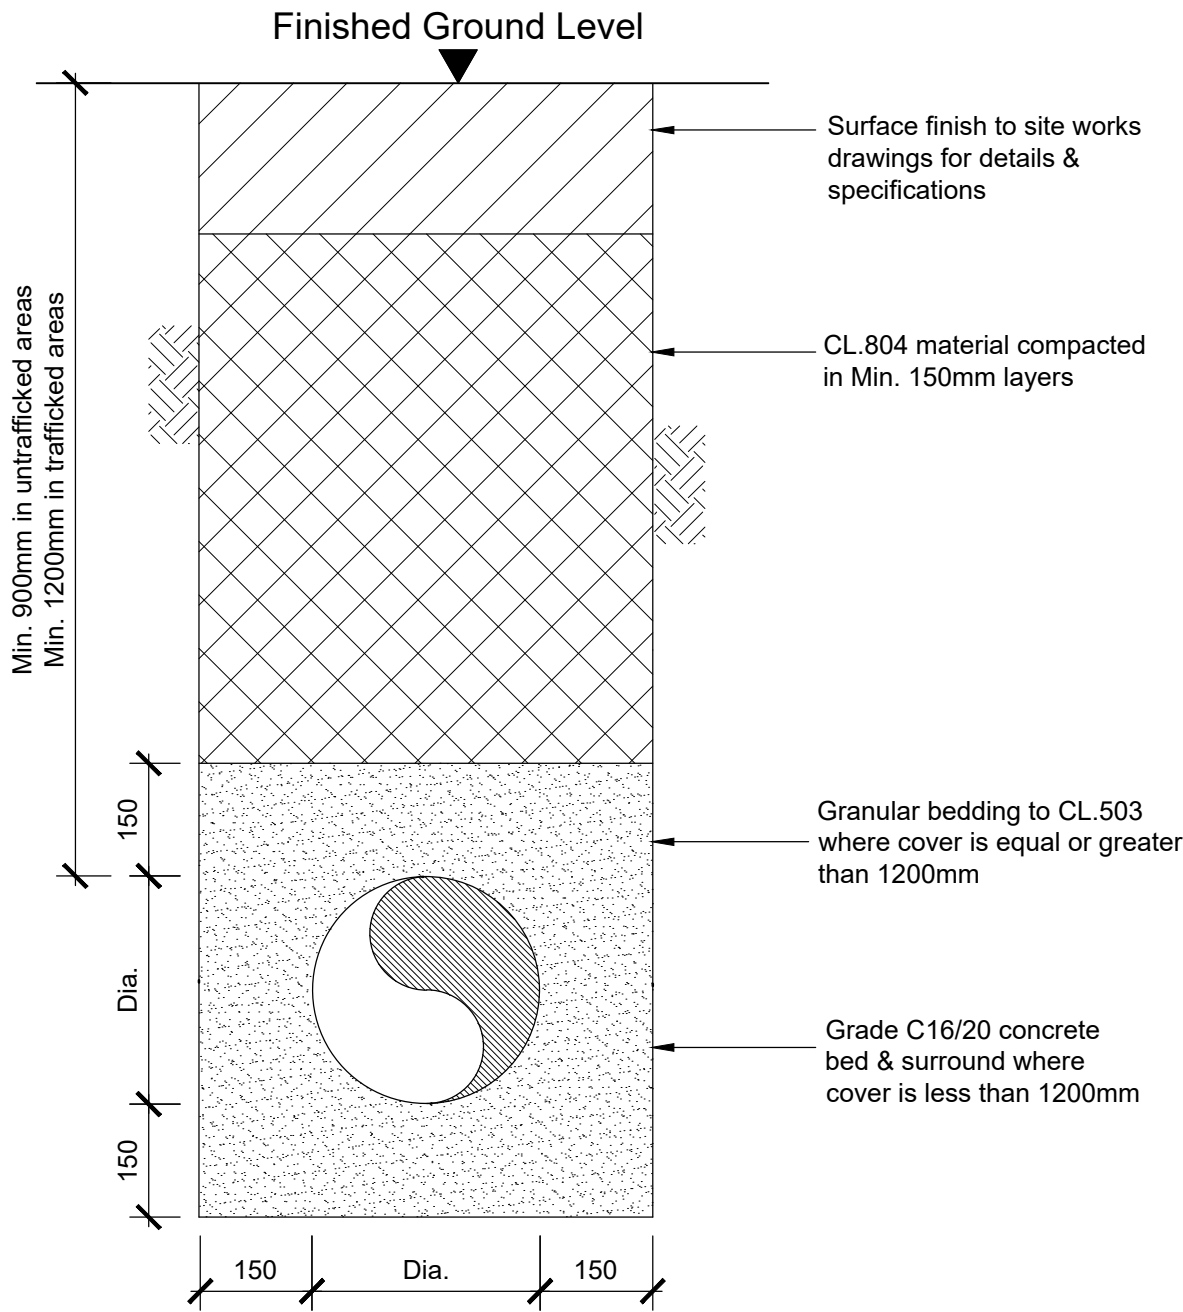 Finished Ground Level
Surface finish to site works
drawings for details &
specifications
Min. 900mm in untrafficked areas
Min. 1200mm in trafficked areas
CL.804 material compacted
in Min. 150mm layers
150
Granular bedding to CL.503
where cover is equal or greater
than 1200mm
Dia.
Grade C16/20 concrete
bed & surround where
cover is less than 1200mm
150
150
Dia.
150